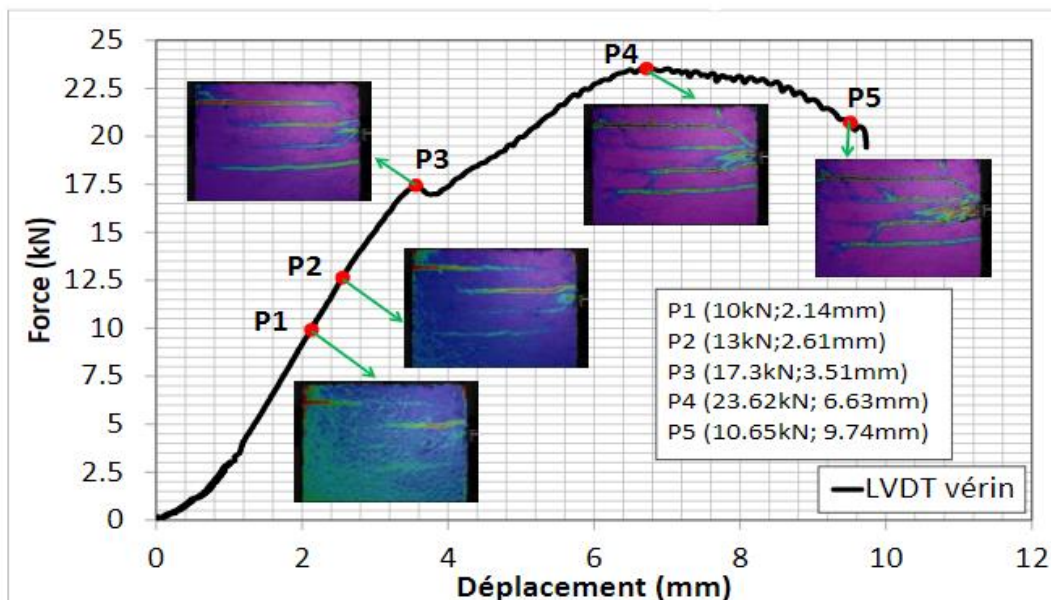 Force (kN)
25
22.5
20
17.5
15
12.5
10
7.5
5
2.5
0
P1
P2
P3
P4
P5
P1 (10kN;2.14mm)
P2 (13kN;2.61mm)
P3 (17.3kN;3.51mm)
P4 (23.62kN; 6.63mm)
P5 (10.65kN; 9.74mm)
LVDT vérin
0 2 4 6 8 10 12
Déplacement (mm)